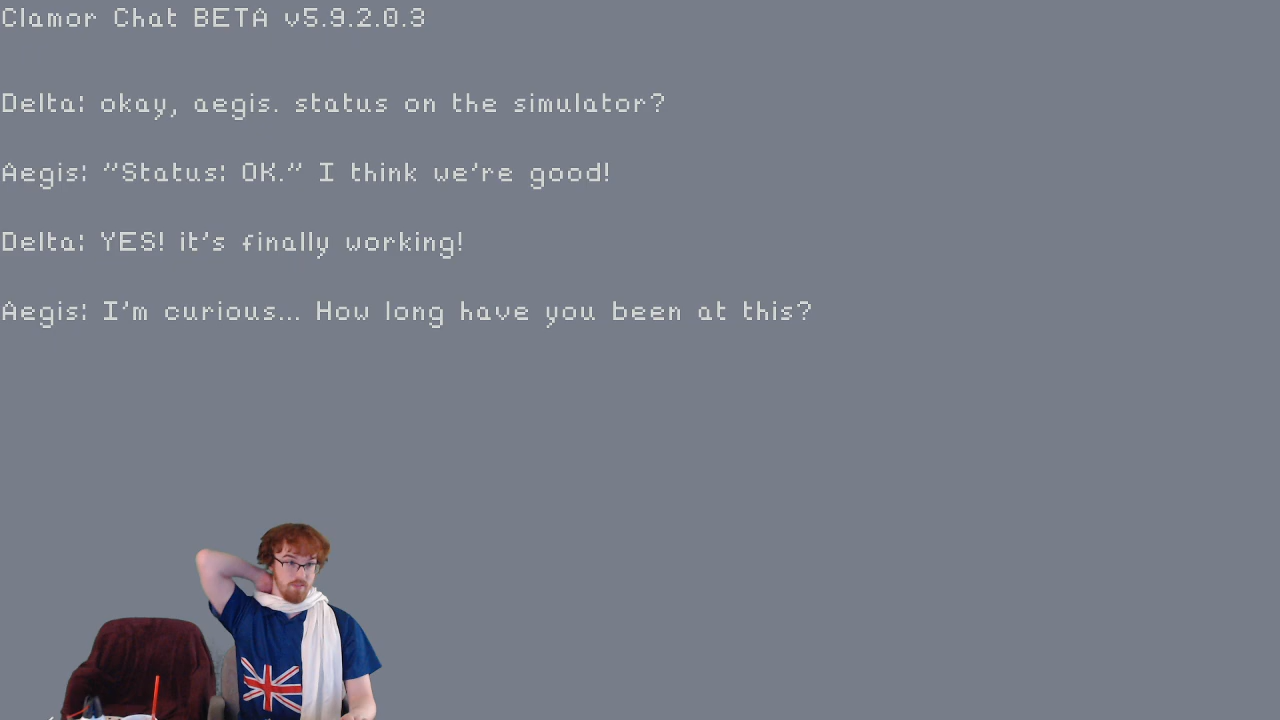 Clamor Chat BETA v5.9.2.0.3
Delta: okay, aegis. status on the simulator?
Aegis: "Status: OK." I think we're good!
Delta: YES! it's finally working!
Aegis: I'm curious... How long have you been at this?